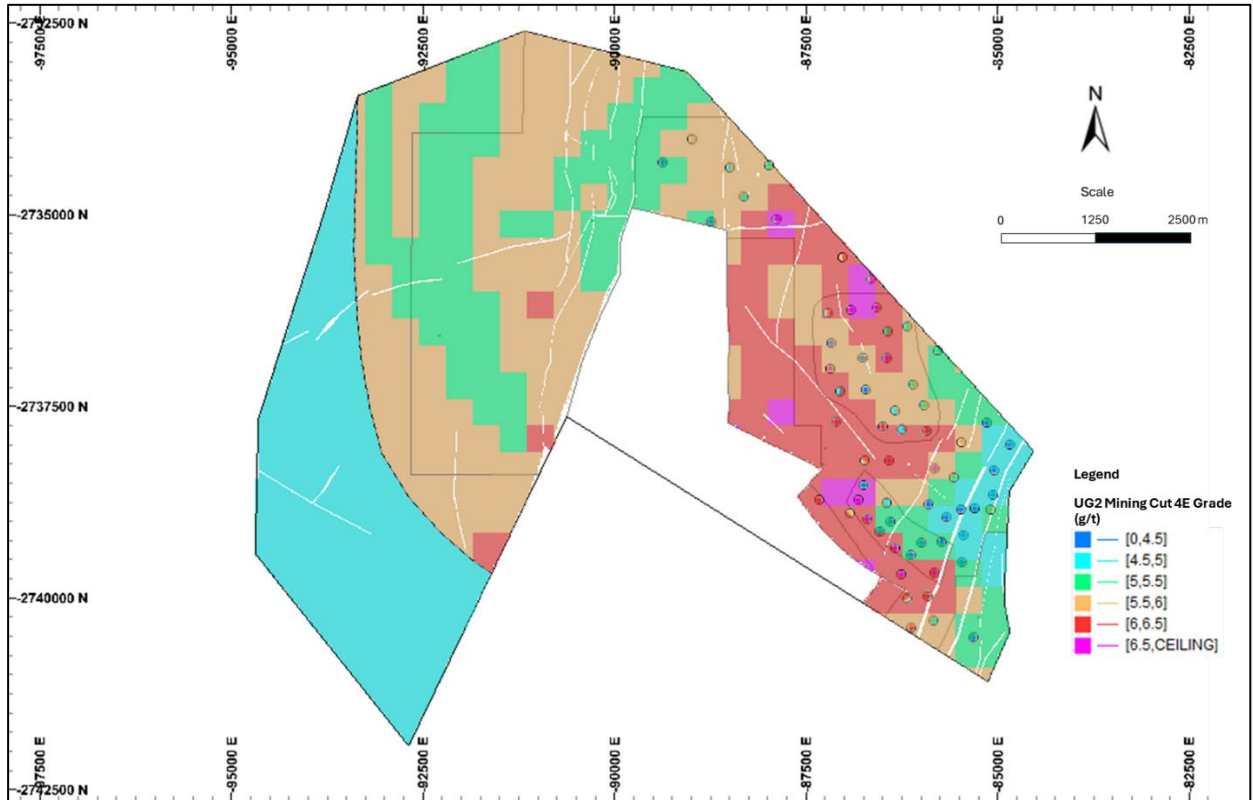 -2732500 N
-97500 E
-95000 E
-92500 E
-90000 E
-87500 E
-85000 E
-82500 E
N
Scale
0 1250 2500 m
-2735000 N
-2737500 N
-2740000 N
-2742500 N
Legend
UG2 Mining Cut 4E Grade
(g/t)
[0,4.5]
[4.5,5]
[5,5.5]
[5.5,6]
[6,6.5]
[6.5,CEILING]
-97500 E
-95000 E
-92500 E
-90000 E
-87500 E
-85000 E
-82500 E